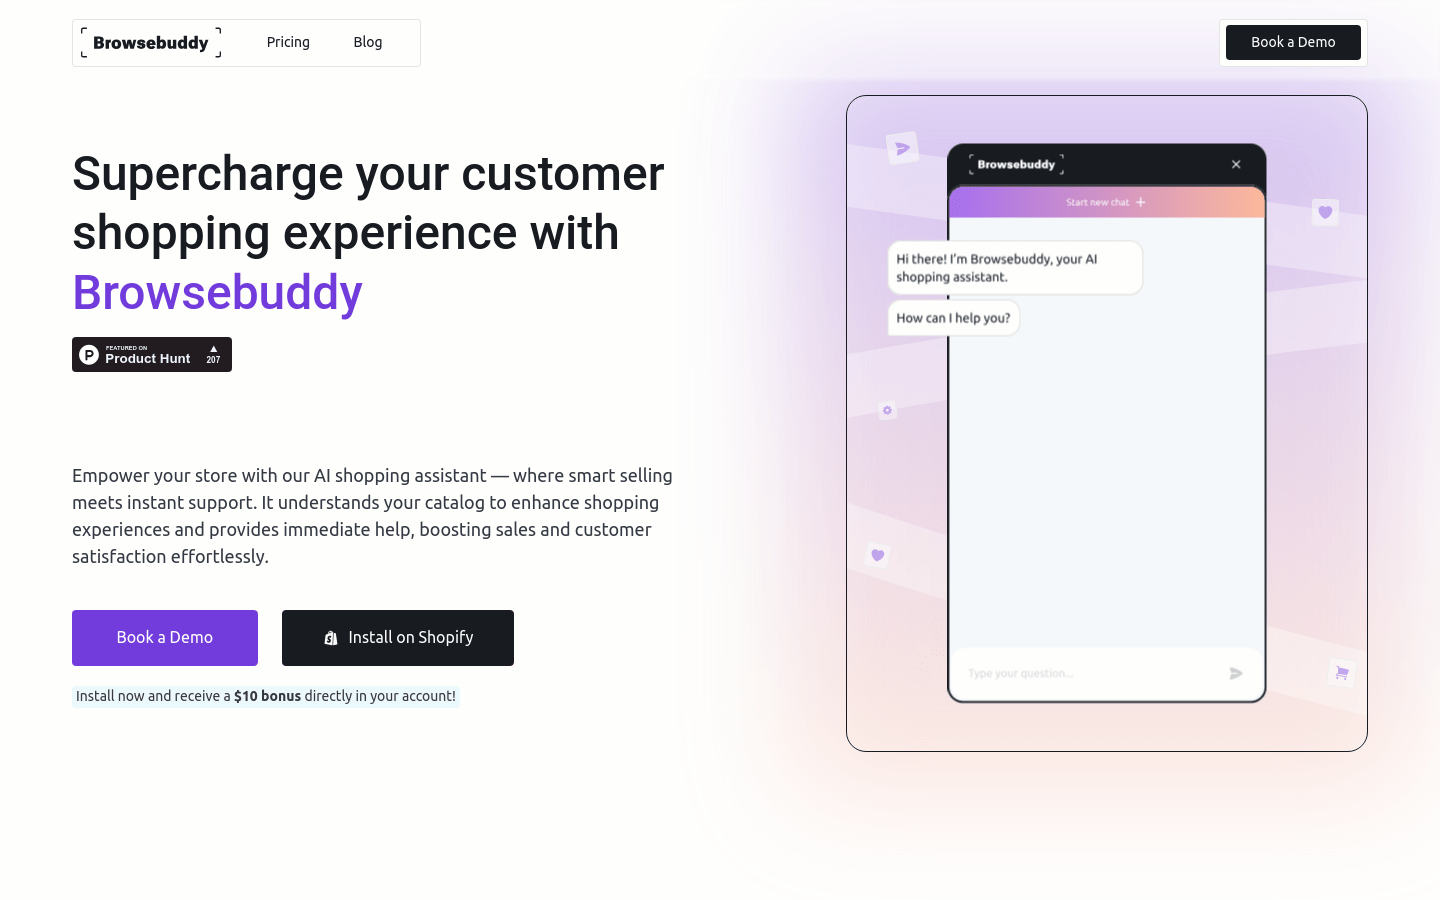 Browsebuddy
Pricing
Blog
Book a Demo
Supercharge your customer
shopping experience with
Browsebuddy
FEATURED ON
Product Hunt
207
Empower your store with our AI shopping assistant — where smart selling
meets instant support. It understands your catalog to enhance shopping
experiences and provides immediate help, boosting sales and customer
satisfaction effortlessly.
Book a Demo
Install on Shopify
Install now and receive a $10 bonus directly in your account!
Browsebuddy
Start new chat
Hi there! I'm Browsebuddy, your AI
shopping assistant.
How can I help you?
Type your question...